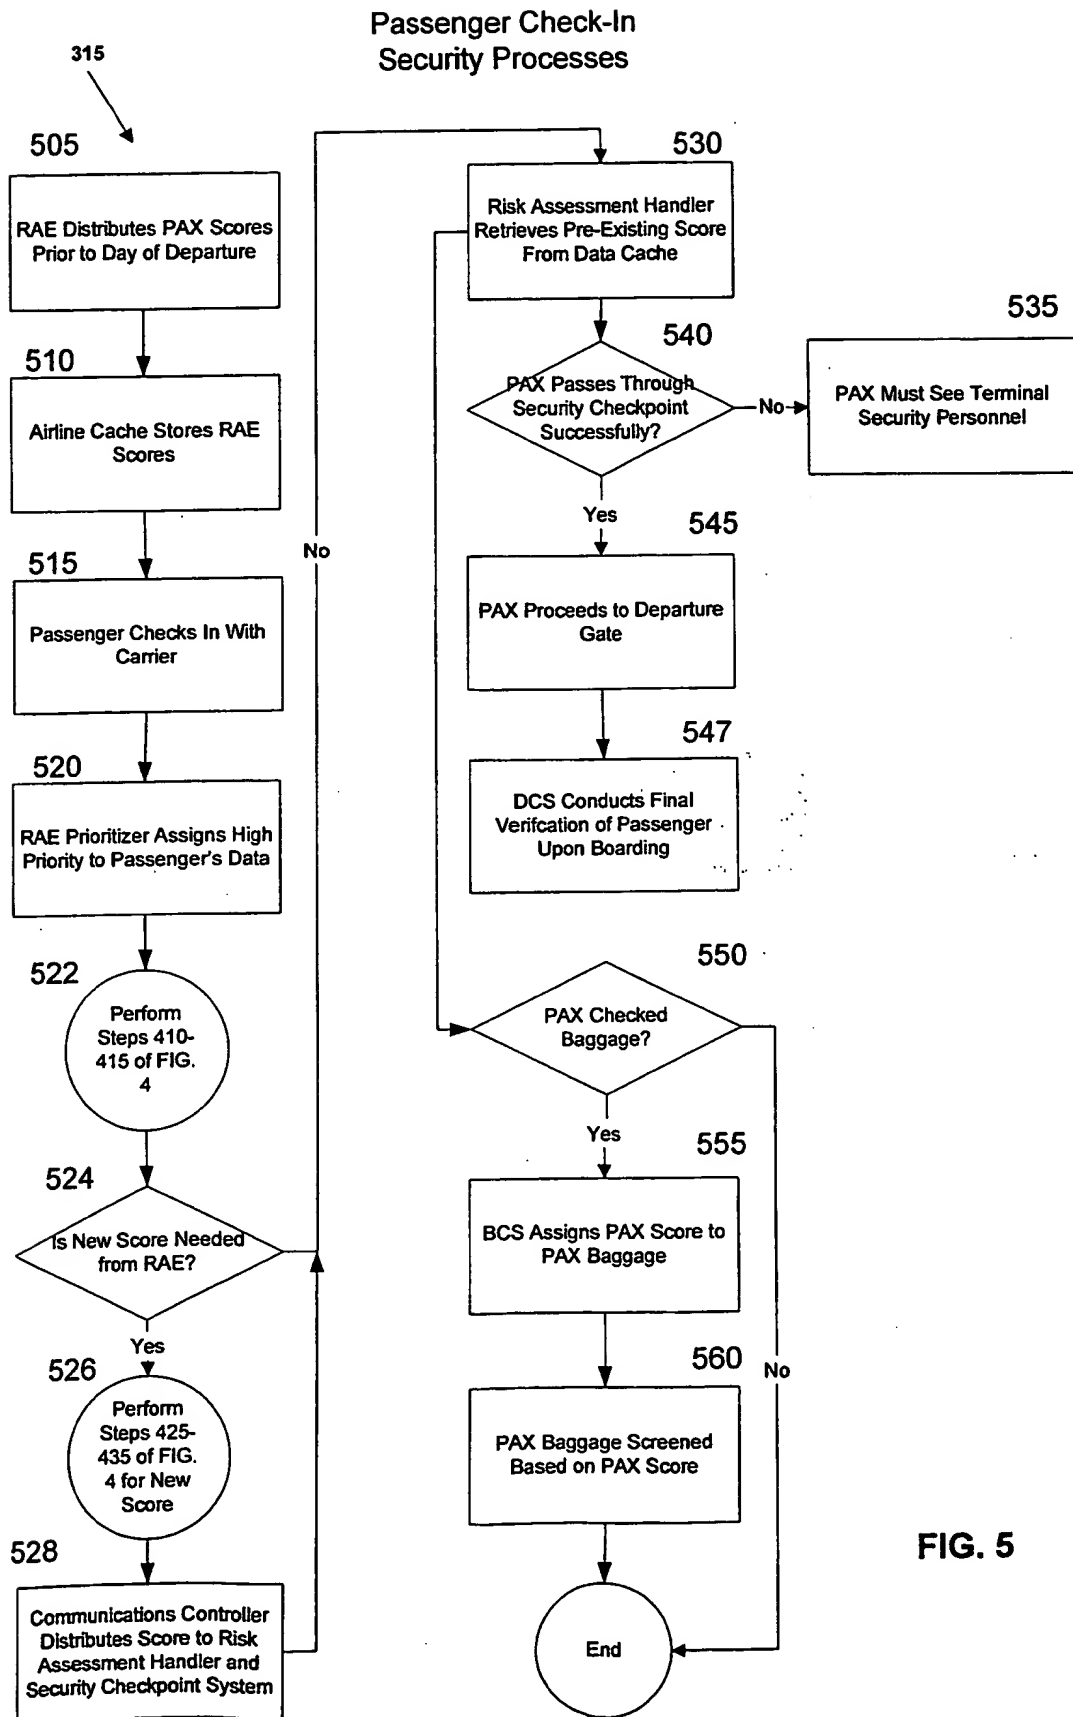 Passenger Check-In
Security Processes
315
505
RAE Distributes PAX Scores
Prior to Day of Departure
510
Airline Cache Stores RAE
Scores
515
Passenger Checks In With
Carrier
520
RAE Prioritizer Assigns High
Priority to Passenger's Data
522
Perform
Steps 410-
415 of FIG.
4
524
Is New Score Needed
from RAE?
Yes
No
526
Perform
Steps 425-
435 of FIG.
4 for New
Score
528
Communications Controller
Distributes Score to Risk
Assessment Handler and
Security Checkpoint System
530
Risk Assessment Handler
Retrieves Pre-Existing Score
From Data Cache
540
PAX Passes Through
Security Checkpoint
Successfully?
No
535
PAX Must See Terminal
Security Personnel
Yes
545
PAX Proceeds to Departure
Gate
547
DCS Conducts Final
Verifcation of Passenger
Upon Boarding
550
PAX Checked
Baggage?
Yes
No
555
BCS Assigns PAX Score to
PAX Baggage
560
PAX Baggage Screened
Based on PAX Score
End
FIG. 5